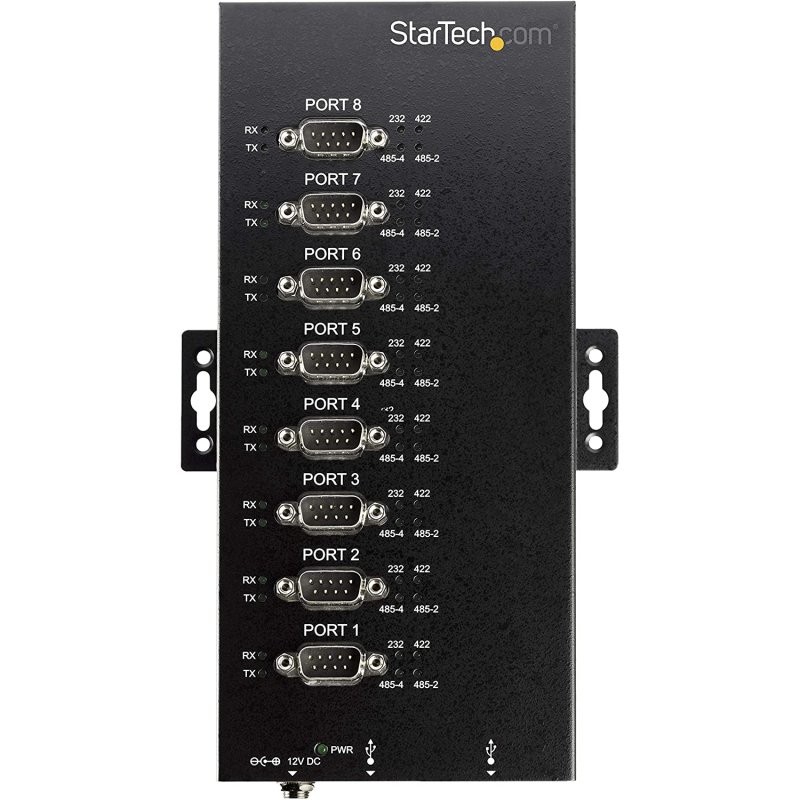 StarTech.com
PORT 8
232 422
RX
TX
485-4 485-2
PORT 7
232 422
RX
TX
485-4 485-2
PORT 6
232 422
RX
TX
485-4 485-2
PORT 5
232 422
RX
TX
485-4 485-2
PORT 4
232 422
RX
TX
485-4 485-2
PORT 3
232 422
RX
TX
485-4 485-2
PORT 2
232 422
RX
TX
485-4 485-2
PORT 1
232 422
RX
TX
485-4 485-2
PWR
12V DC